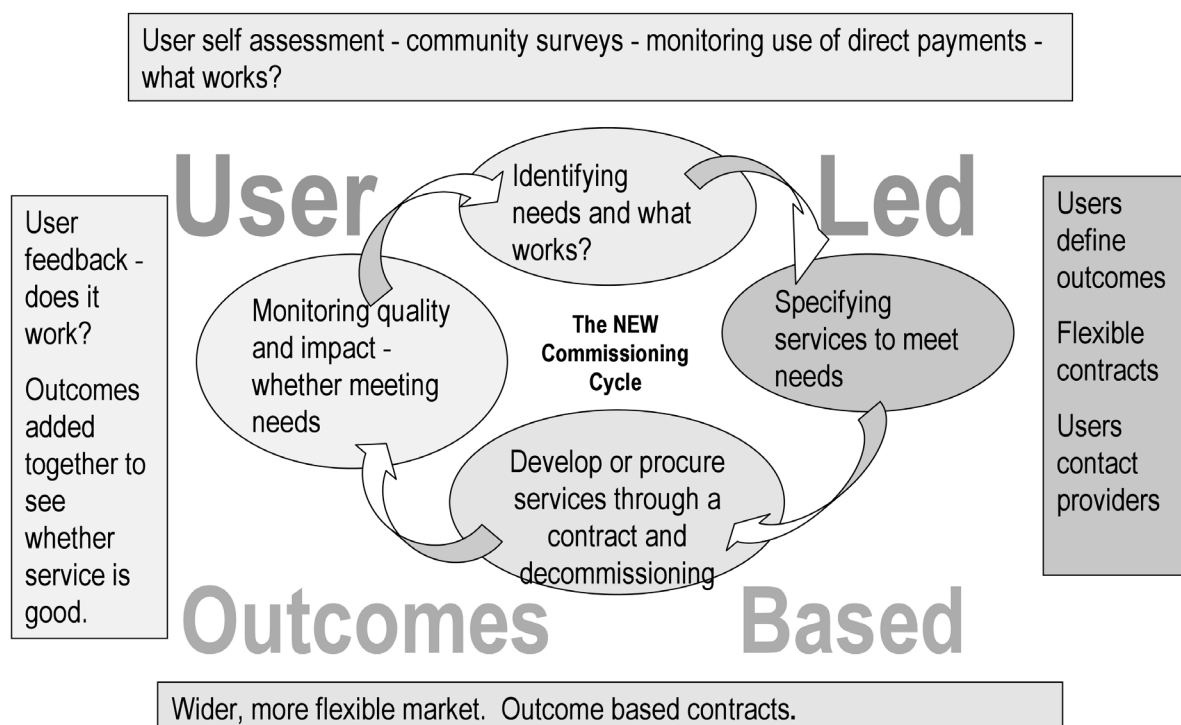 User self assessment - community surveys - monitoring use of direct payments -
what works?
User
Led
Identifying
needs and what
works?
User
feedback -
does it
work?
Outcomes
added
together to
see
whether
service is
good.
Monitoring quality
and impact -
whether meeting
needs
The NEW
Commissioning
Cycle
Specifying
services to meet
needs
Users
define
outcomes
Flexible
contracts
Users
contact
providers
Develop or procure
services through a
contract and
decommissioning
Outcomes
Based
Wider, more flexible market.  Outcome based contracts.